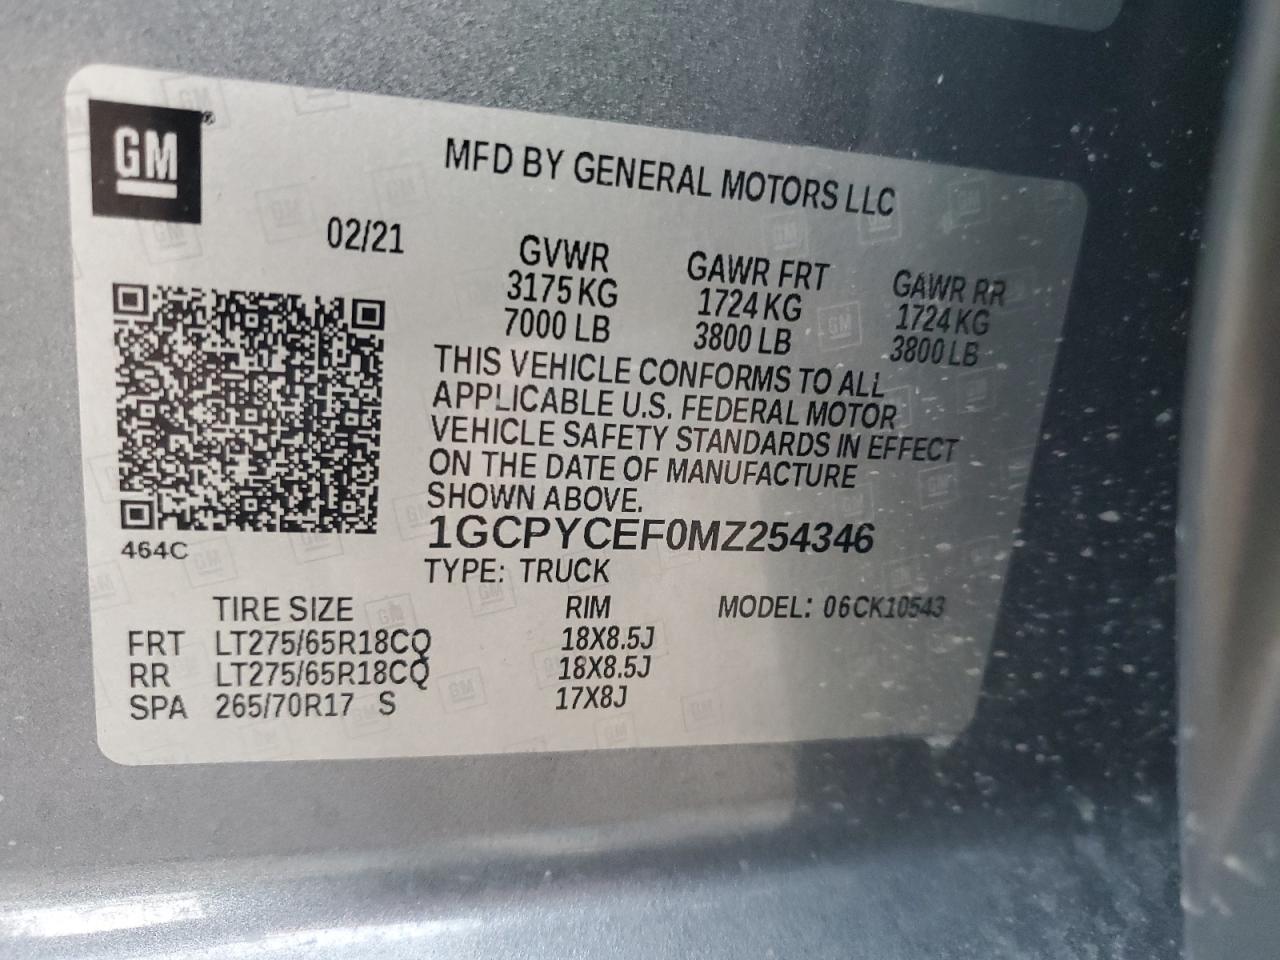 GM®
MFD BY GENERAL MOTORS LLC
02/21
GVWR GAWR FRT GAWR RR
3175 KG 1724 KG 1724 KG
7000 LB 3800 LB 3800 LB
THIS VEHICLE CONFORMS TO ALL
APPLICABLE U.S. FEDERAL MOTOR
VEHICLE SAFETY STANDARDS IN EFFECT
ON THE DATE OF MANUFACTURE
SHOWN ABOVE.
464C
1GCPYCEF0MZ254346
TYPE: TRUCK
TIRE SIZE RIM MODEL: 06CK10543
FRT LT275/65R18CQ 18X8.5J
RR LT275/65R18CQ 18X8.5J
SPA 265/70R17 S 17X8J